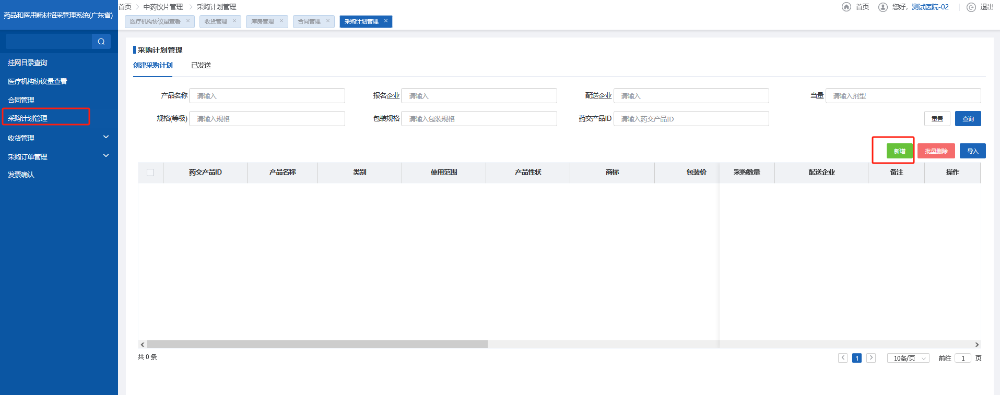 药品和医用耗材招采管理系统(广东省)
首页 > 中药饮片管理 > 采购计划管理
首页 您好，测试医院-02 退出
医疗机构协议量查看 × 收货管理 × 库房管理 × 合同管理 × 采购计划管理 ×
挂网目录查询
医疗机构协议量查看
合同管理
采购计划管理
收货管理
采购订单管理
发票确认
采购计划管理
创建采购计划 已发送
产品名称 请输入 报名企业 请输入 配送企业 请输入 当量 请输入剂型
规格(等级) 请输入规格 包装规格 请输入包装规格 药交产品ID 请输入药交产品ID 重置 查询
新增 批量删除 导入
药交产品ID 产品名称 类别 使用范围 产品性状 商标 包装价 采购数量 配送企业 备注 操作
共 0 条
< 1 > 10条/页 前往 1 页